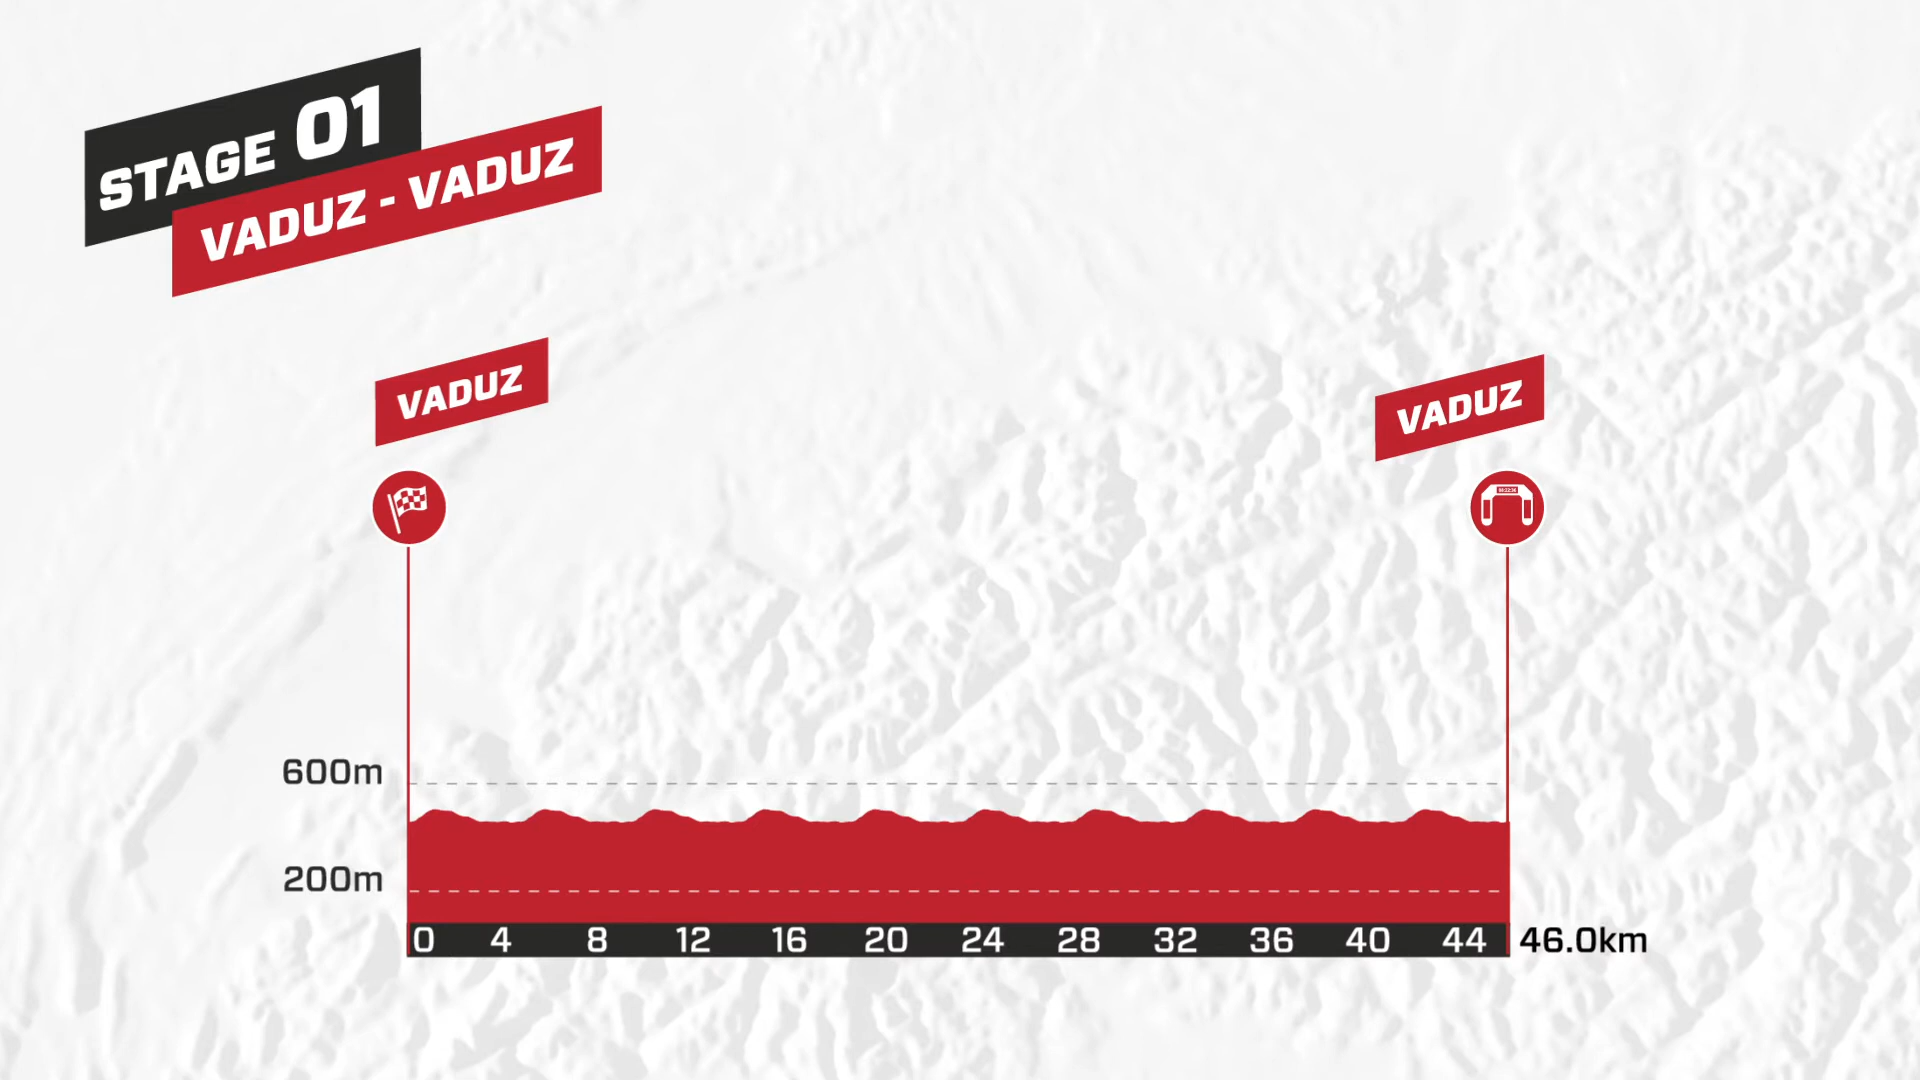 STAGE 01
VADUZ - VADUZ
VADUZ
VADUZ
600m
200m
0 4 8 12 16 20 24 28 32 36 40 44 46.0km